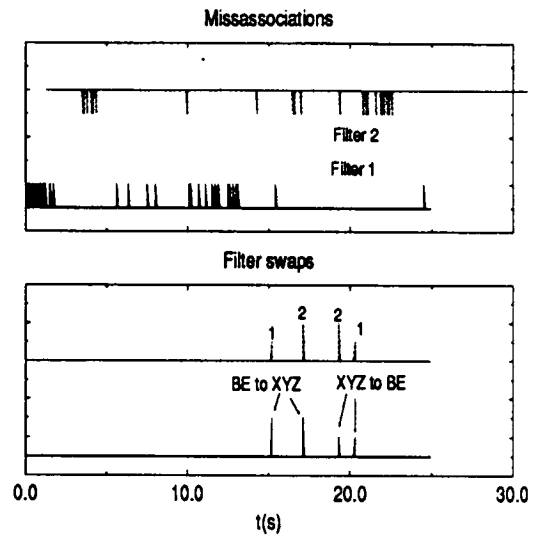 Missassociations
Filter 2
Filter 1
Filter swaps
1 2 2 1
BE to XYZ XYZ to BE
0.0 10.0 20.0 30.0
t(s)